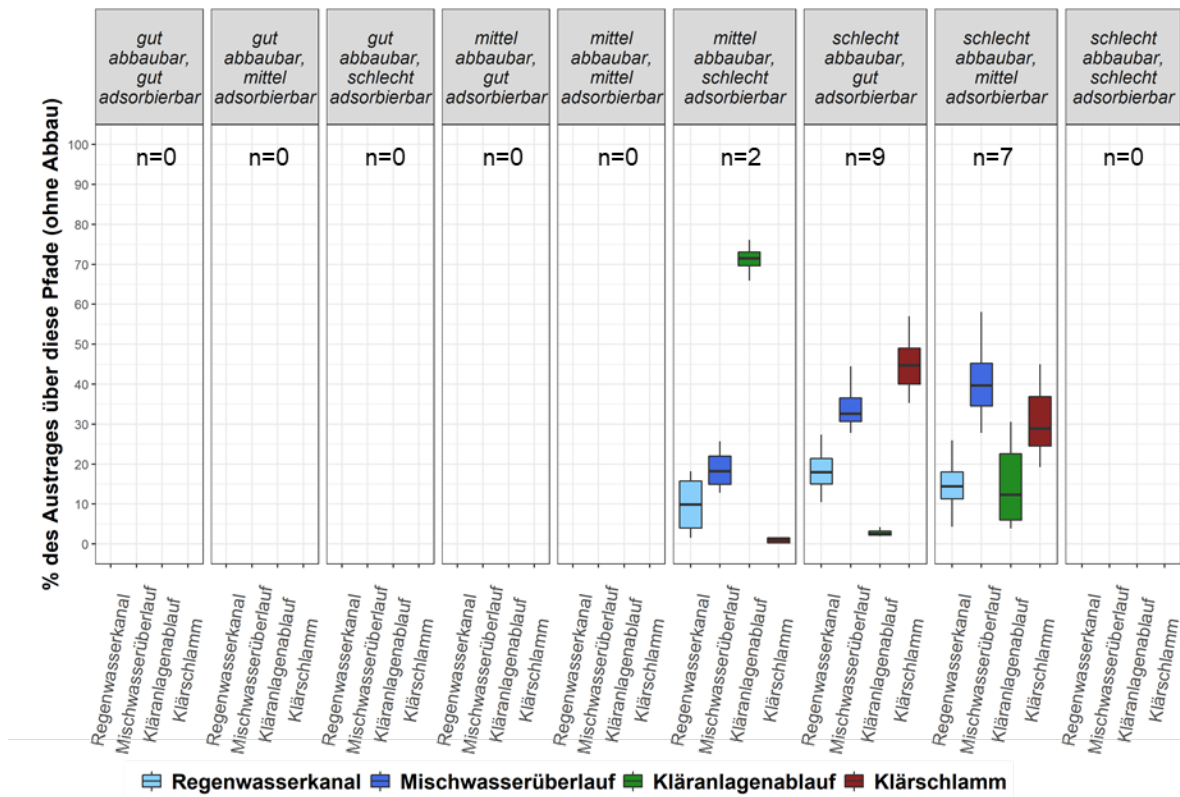 gut
abbaubar,
gut
adsorbierbar
gut
abbaubar,
mittel
adsorbierbar
gut
abbaubar,
schlecht
adsorbierbar
mittel
abbaubar,
gut
adsorbierbar
mittel
abbaubar,
mittel
adsorbierbar
mittel
abbaubar,
schlecht
adsorbierbar
schlecht
abbaubar,
gut
adsorbierbar
schlecht
abbaubar,
mittel
adsorbierbar
schlecht
abbaubar,
schlecht
adsorbierbar
% des Austrages über diese Pfade (ohne Abbau)
100
90
80
70
60
50
40
30
20
10
0
n=0
n=0
n=0
n=0
n=0
n=2
n=9
n=7
n=0
Regenwasserkanal
Mischwasserüberlauf
Kläranlagenablauf
Klärschlamm
Regenwasserkanal
Mischwasserüberlauf
Kläranlagenablauf
Klärschlamm
Regenwasserkanal
Mischwasserüberlauf
Kläranlagenablauf
Klärschlamm
Regenwasserkanal
Mischwasserüberlauf
Kläranlagenablauf
Klärschlamm
Regenwasserkanal
Mischwasserüberlauf
Kläranlagenablauf
Klärschlamm
Regenwasserkanal
Mischwasserüberlauf
Kläranlagenablauf
Klärschlamm
Regenwasserkanal
Mischwasserüberlauf
Kläranlagenablauf
Klärschlamm
Regenwasserkanal
Mischwasserüberlauf
Kläranlagenablauf
Klärschlamm
Regenwasserkanal
Mischwasserüberlauf
Kläranlagenablauf
Klärschlamm
Regenwasserkanal Mischwasserüberlauf Kläranlagenablauf Klärschlamm